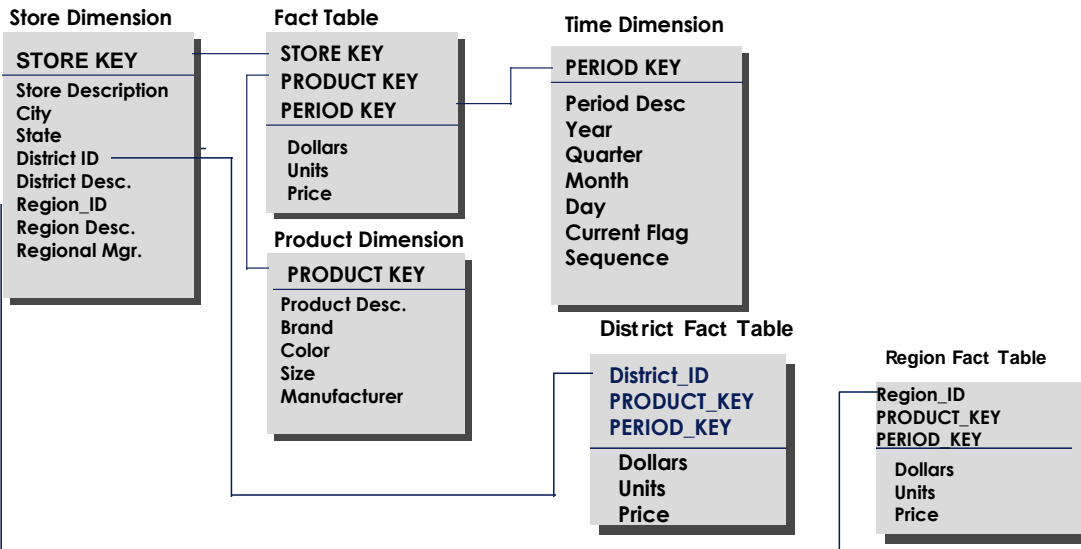 Store Dimension
STORE KEY
Store Description
City
State
District ID
District Desc.
Region_ID
Region Desc.
Regional Mgr.
Fact Table
STORE KEY
PRODUCT KEY
PERIOD KEY
Dollars
Units
Price
Product Dimension
PRODUCT KEY
Product Desc.
Brand
Color
Size
Manufacturer
Time Dimension
PERIOD KEY
Period Desc
Year
Quarter
Month
Day
Current Flag
Sequence
District Fact Table
District_ID
PRODUCT_KEY
PERIOD_KEY
Dollars
Units
Price
Region Fact Table
Region_ID
PRODUCT_KEY
PERIOD_KEY
Dollars
Units
Price